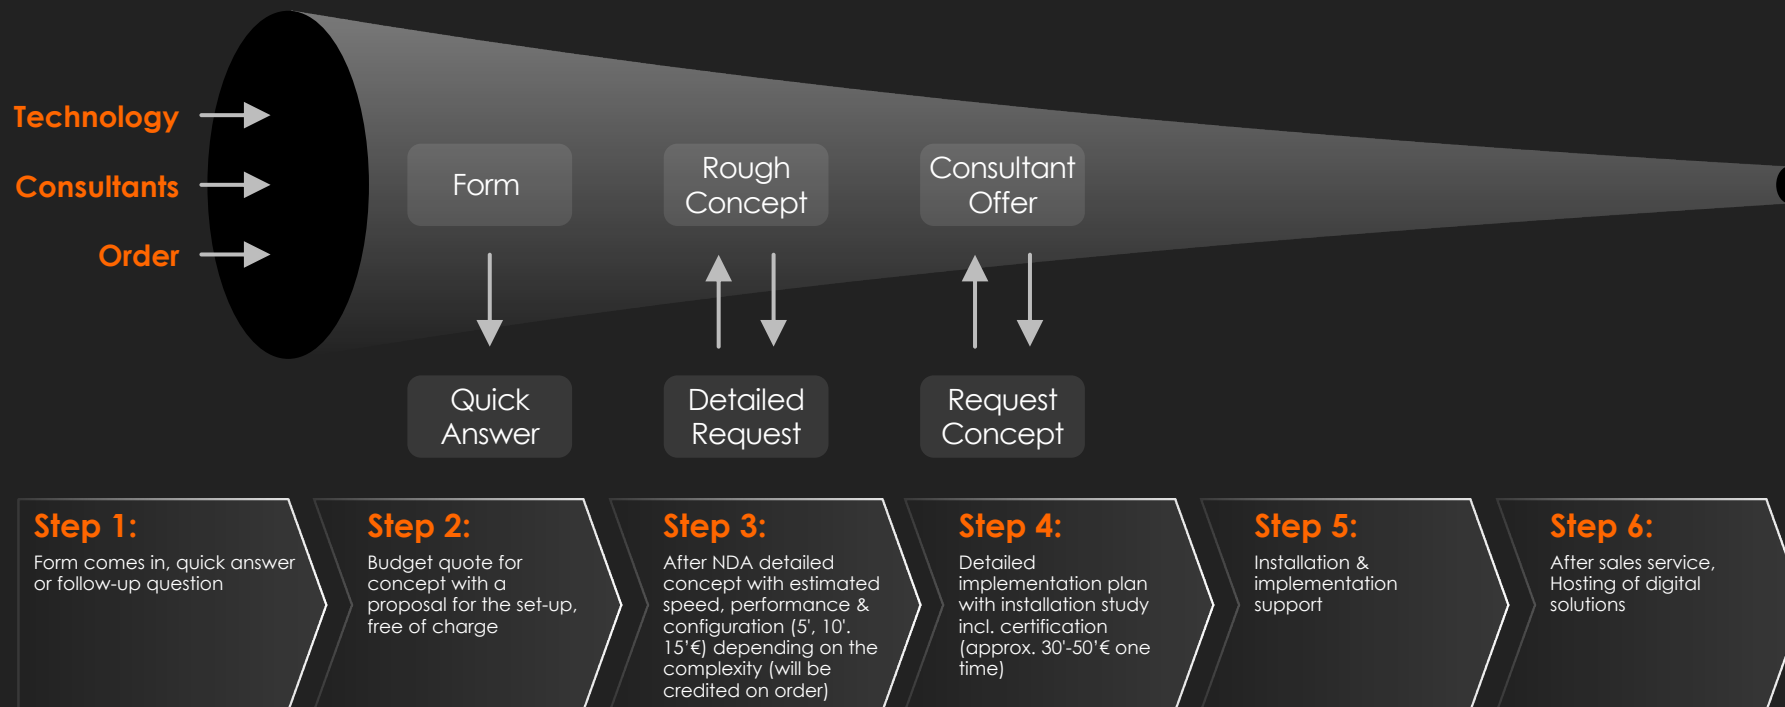 Technology
Consultants
Order
Form
Rough
Concept
Consultant
Offer
Quick
Answer
Detailed
Request
Request
Concept
Step 1:
Form comes in, quick answer
or follow-up question
Step 2:
Budget quote for
concept with a
proposal for the set-up,
free of charge
Step 3:
After NDA detailed
concept with estimated
speed, performance &
configuration (5', 10'.
15'€) depending on the
complexity (will be
credited on order)
Step 4:
Detailed
implementation plan
with installation study
incl. certification
(approx. 30'-50'€ one
time)
Step 5:
Installation &
implementation
support
Step 6:
After sales service,
Hosting of digital
solutions